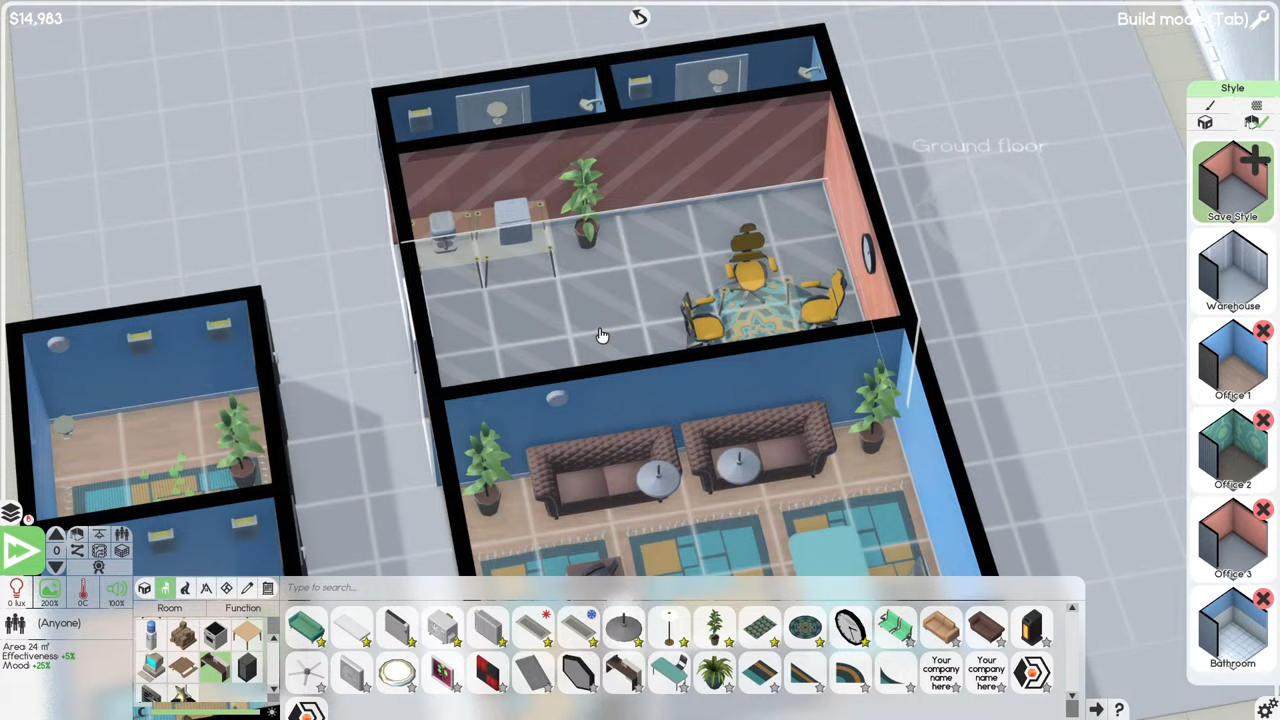 $14,983
Build mode (Tab)
Ground floor
Style
Save Style
Warehouse
Office 1
Office 2
Office 3
Bathroom
0
0 lux
200%
0C
100%
Room
Function
Type to search...
(Anyone)
Area: 24 m²
Effectiveness +5%
Mood +25%
Your
company
name
here
Your
company
name
here
?